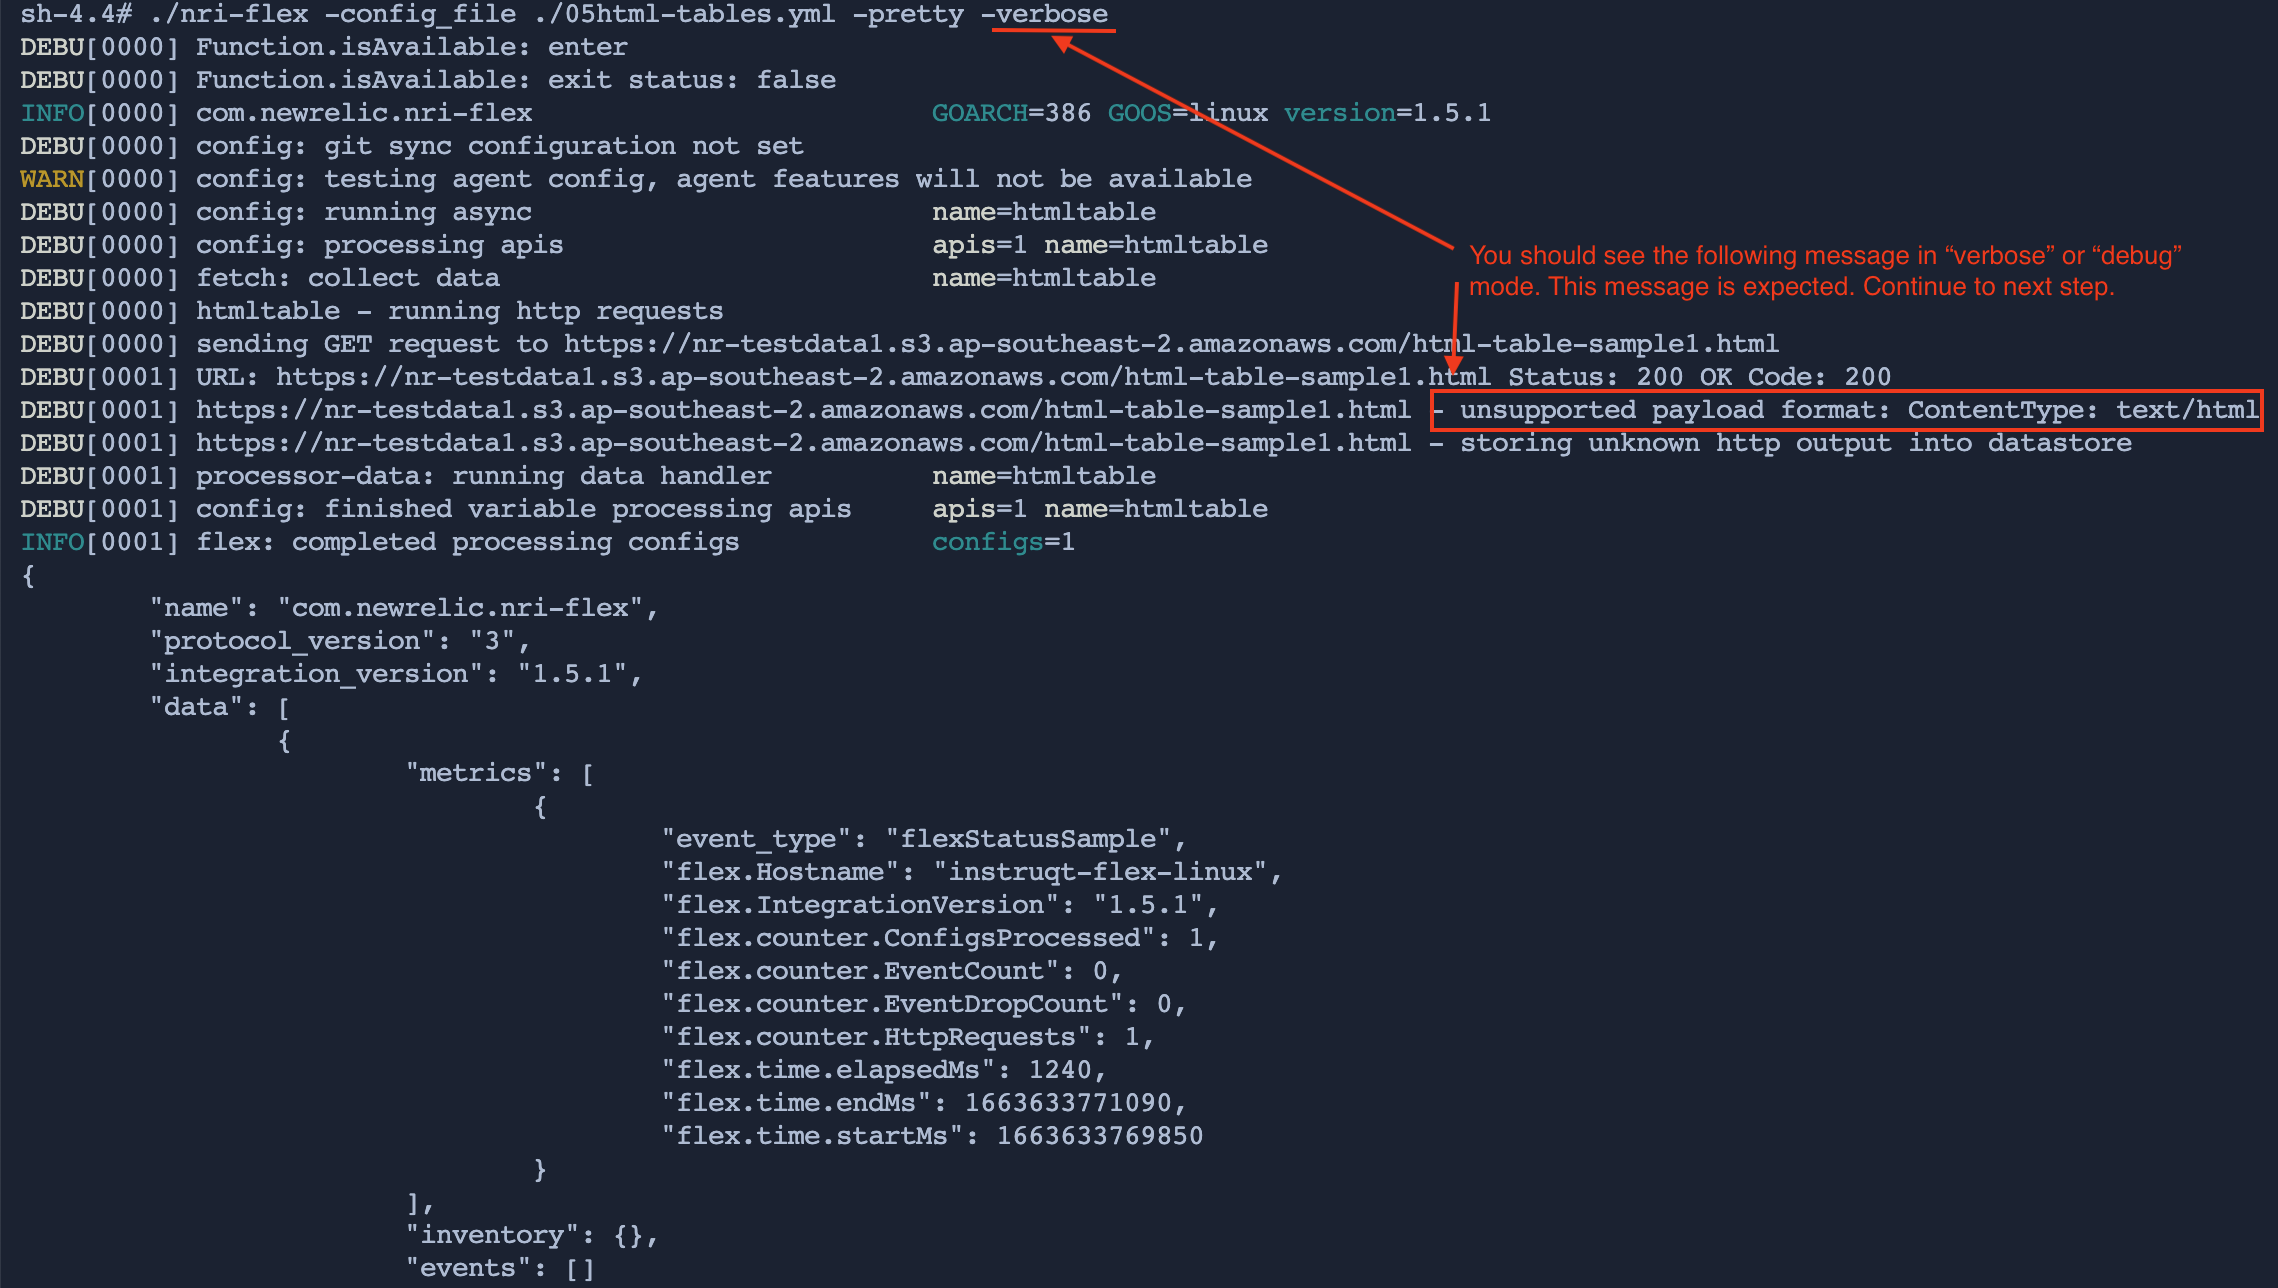 sh-4.4# ./nri-flex -config_file ./05html-tables.yml -pretty -verbose
DEBU[0000] Function.isAvailable: enter
DEBU[0000] Function.isAvailable: exit status: false
INFO[0000] com.newrelic.nri-flex GOARCH=386 GOOS=linux version=1.5.1
DEBU[0000] config: git sync configuration not set
WARN[0000] config: testing agent config, agent features will not be available
DEBU[0000] config: running async name=htmltable
DEBU[0000] config: processing apis apis=1 name=htmltable
You should see the following message in “verbose” or “debug”
mode. This message is expected. Continue to next step.
DEBU[0000] fetch: collect data name=htmltable
DEBU[0000] htmltable - running http requests
DEBU[0000] sending GET request to https://nr-testdata1.s3.ap-southeast-2.amazonaws.com/html-table-sample1.html
DEBU[0001] URL: https://nr-testdata1.s3.ap-southeast-2.amazonaws.com/html-table-sample1.html Status: 200 OK Code: 200
DEBU[0001] https://nr-testdata1.s3.ap-southeast-2.amazonaws.com/html-table-sample1.html - unsupported payload format: ContentType: text/html
DEBU[0001] https://nr-testdata1.s3.ap-southeast-2.amazonaws.com/html-table-sample1.html - storing unknown http output into datastore
DEBU[0001] processor-data: running data handler name=htmltable
DEBU[0001] config: finished variable processing apis apis=1 name=htmltable
INFO[0001] flex: completed processing configs configs=1
{
"name": "com.newrelic.nri-flex",
"protocol_version": "3",
"integration_version": "1.5.1",
"data": [
{
"metrics": [
{
"event_type": "flexStatusSample",
"flex.Hostname": "instruqt-flex-linux",
"flex.IntegrationVersion": "1.5.1",
"flex.counter.ConfigsProcessed": 1,
"flex.counter.EventCount": 0,
"flex.counter.EventDropCount": 0,
"flex.counter.HttpRequests": 1,
"flex.time.elapsedMs": 1240,
"flex.time.endMs": 1663633771090,
"flex.time.startMs": 1663633769850
}
],
"inventory": {},
"events": []